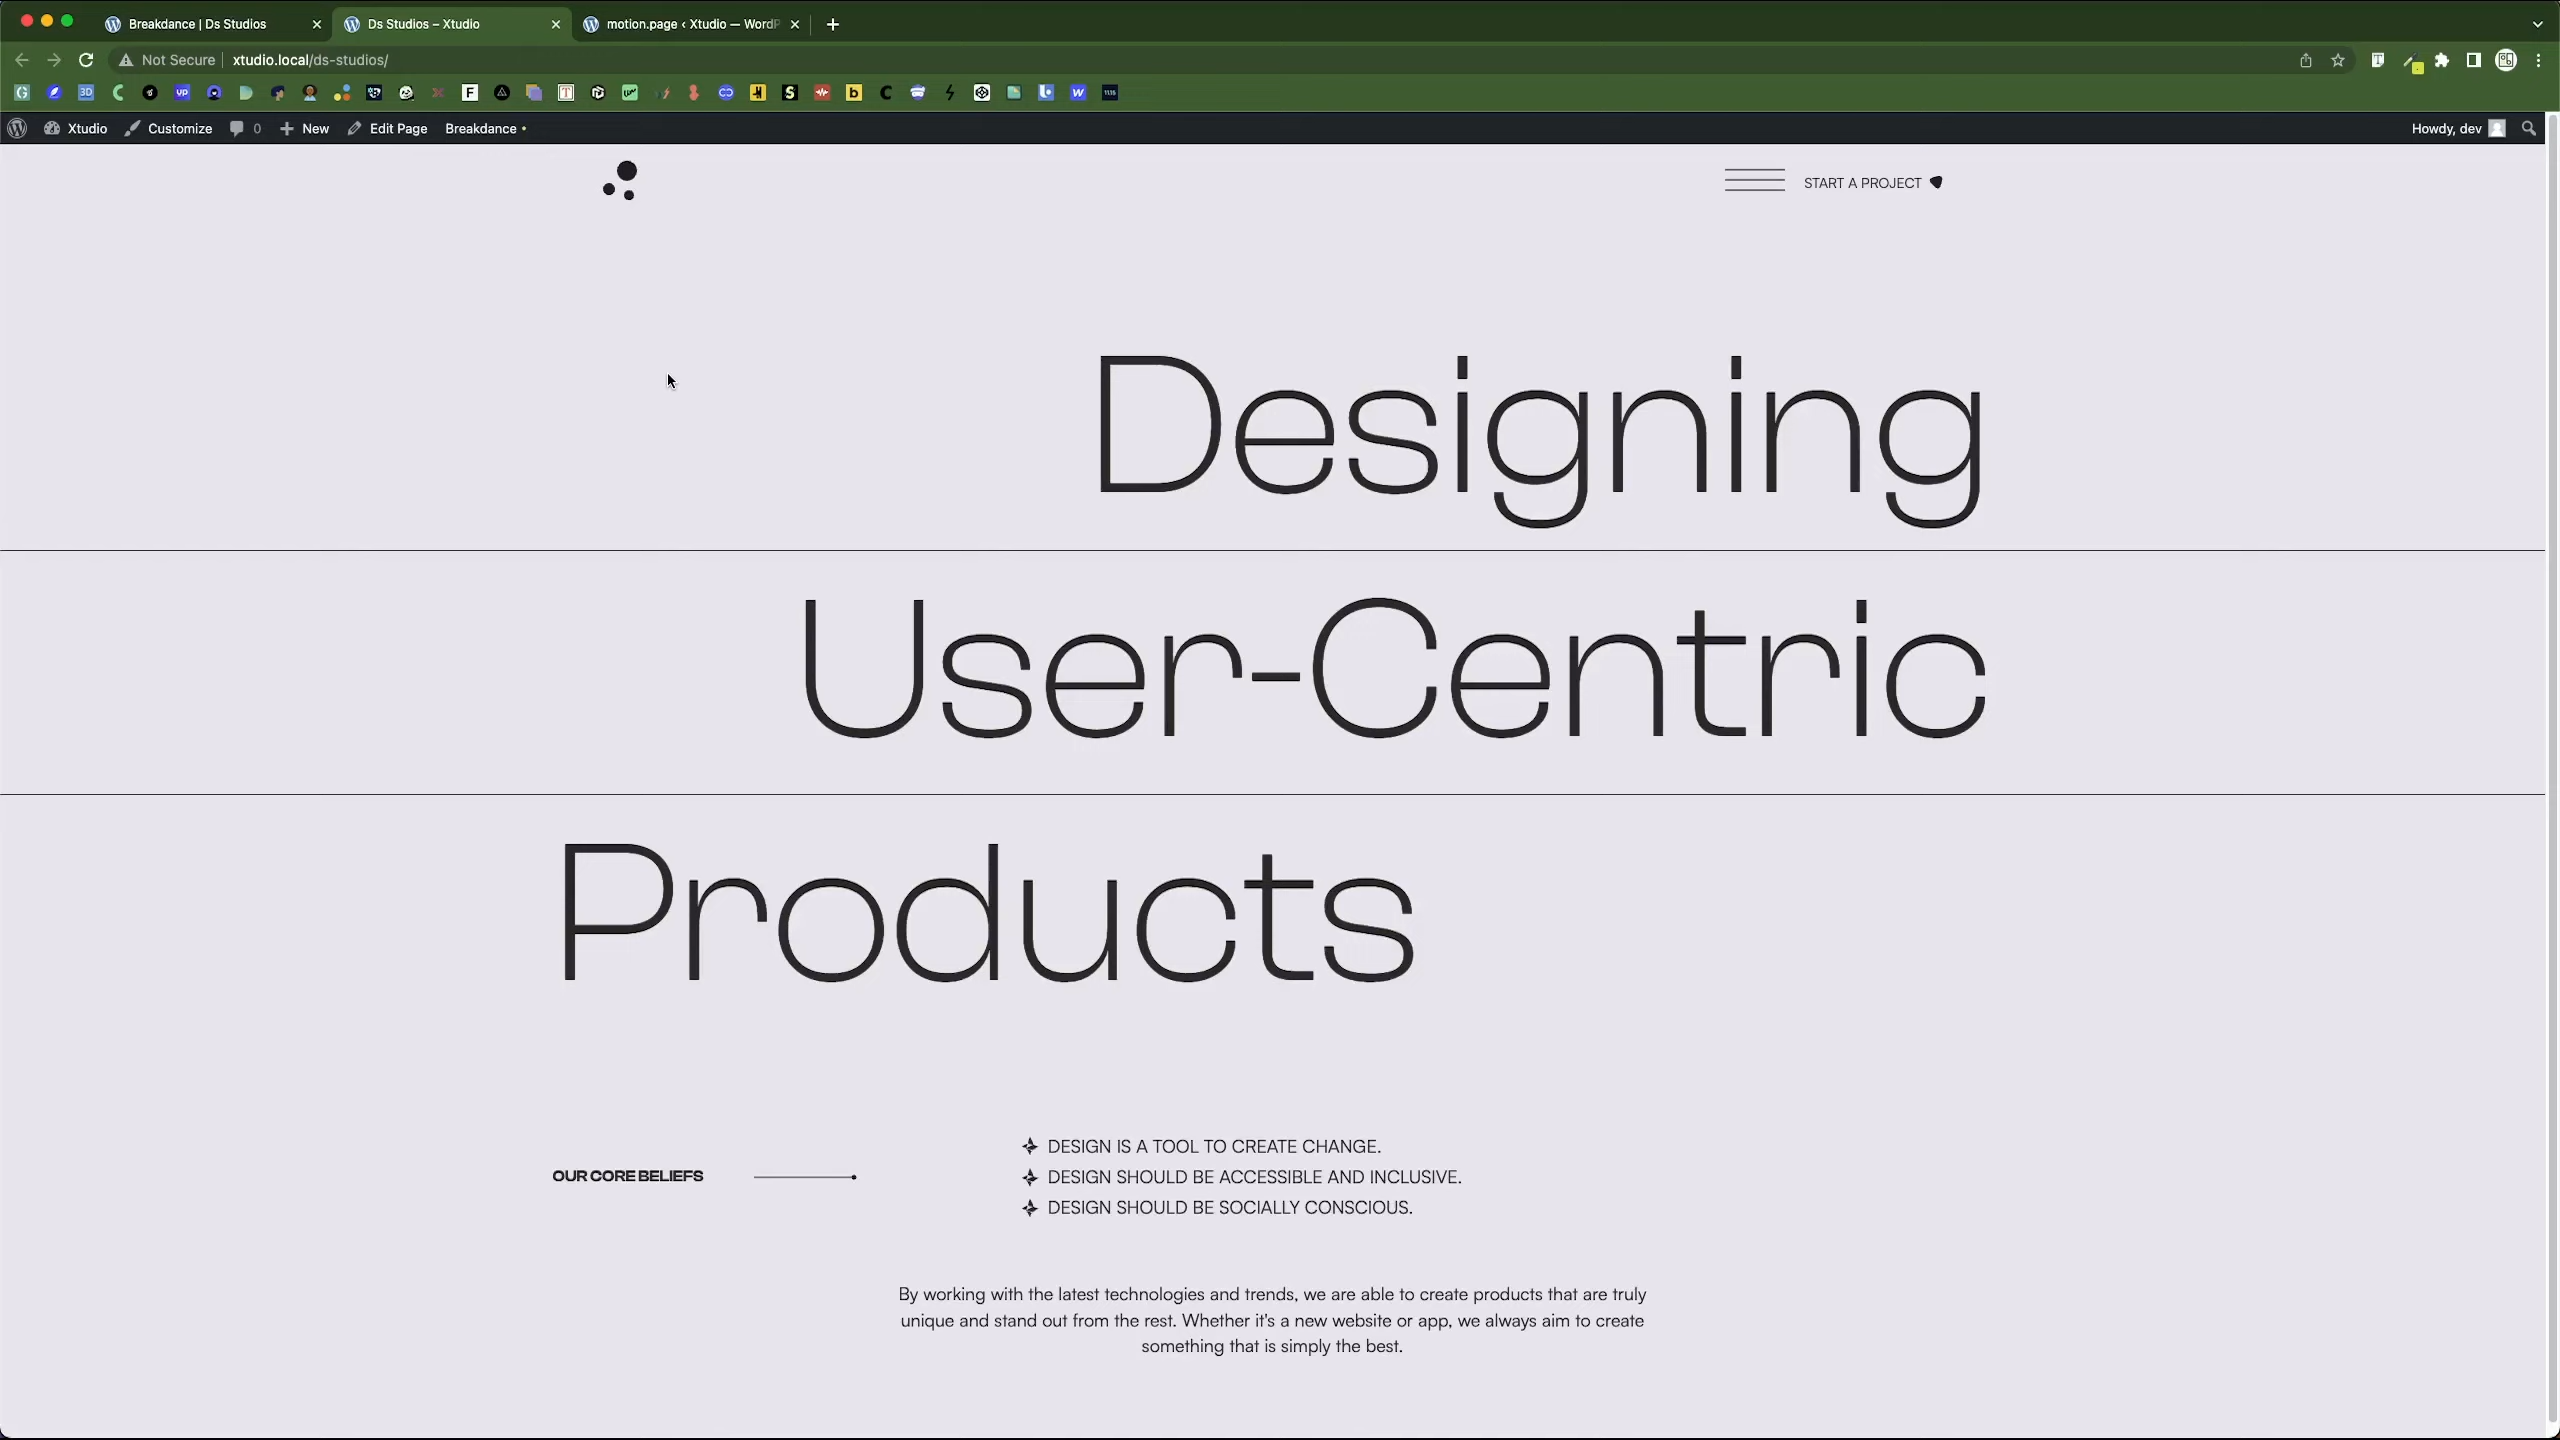 Breakdance | Ds Studios
Ds Studios – Xtudio
motion.page ‹ Xtudio — WordP
Not Secure
xtudio.local/ds-studios/
Xtudio
Customize
0
New
Edit Page
Breakdance
Howdy, dev
START A PROJECT
Designing
User-Centric
Products
OUR CORE BELIEFS
DESIGN IS A TOOL TO CREATE CHANGE.
DESIGN SHOULD BE ACCESSIBLE AND INCLUSIVE.
DESIGN SHOULD BE SOCIALLY CONSCIOUS.
By working with the latest technologies and trends, we are able to create products that are truly
unique and stand out from the rest. Whether it's a new website or app, we always aim to create
something that is simply the best.